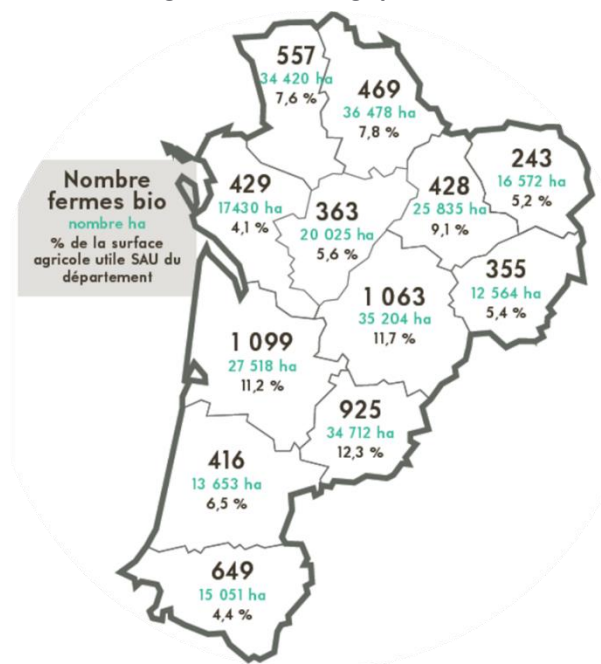 557
34 420 ha
7,6 %
469
36 478 ha
7,8 %
243
16 572 ha
5,2 %
Nombre
fermes bio
nombre ha
% de la surface
agricole utile SAU du
département
429
17430 ha
4,1 %
363
20 025 ha
5,6 %
428
25 835 ha
9,1 %
355
12 564 ha
5,4 %
1 063
35 204 ha
11,7 %
1 099
27 518 ha
11,2 %
925
34 712 ha
12,3 %
416
13 653 ha
6,5 %
649
15 051 ha
4,4 %